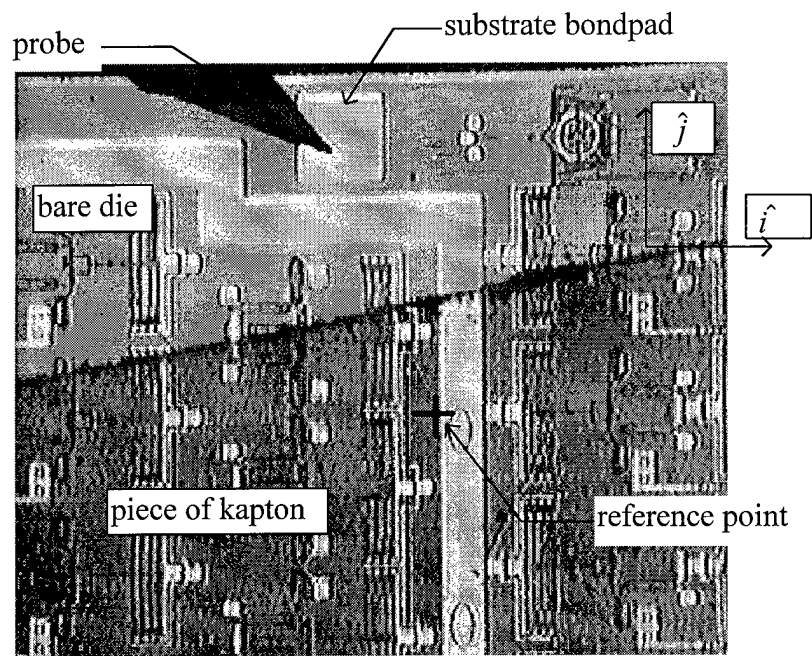 substrate bondpad
probe
ĵ
bare die
î
piece of kapton
reference point